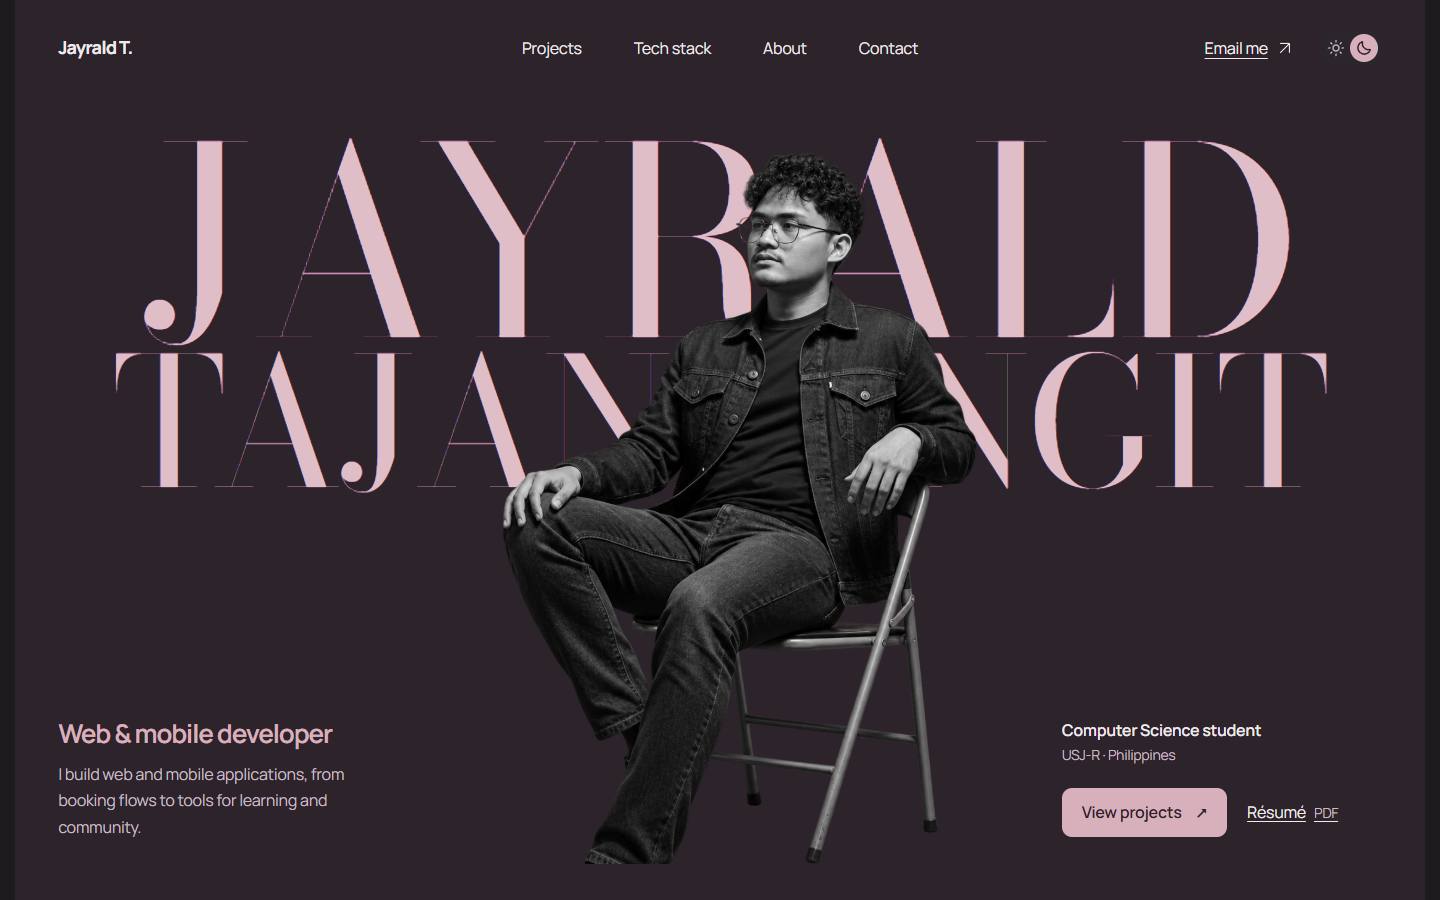 Jayrald T.
Projects
Tech stack
About
Contact
Email me
JAYRALD
TAJAN NGIT
Web & mobile developer
I build web and mobile applications, from
booking flows to tools for learning and
community.
Computer Science student
USJ-R · Philippines
View projects ↗
Résumé PDF